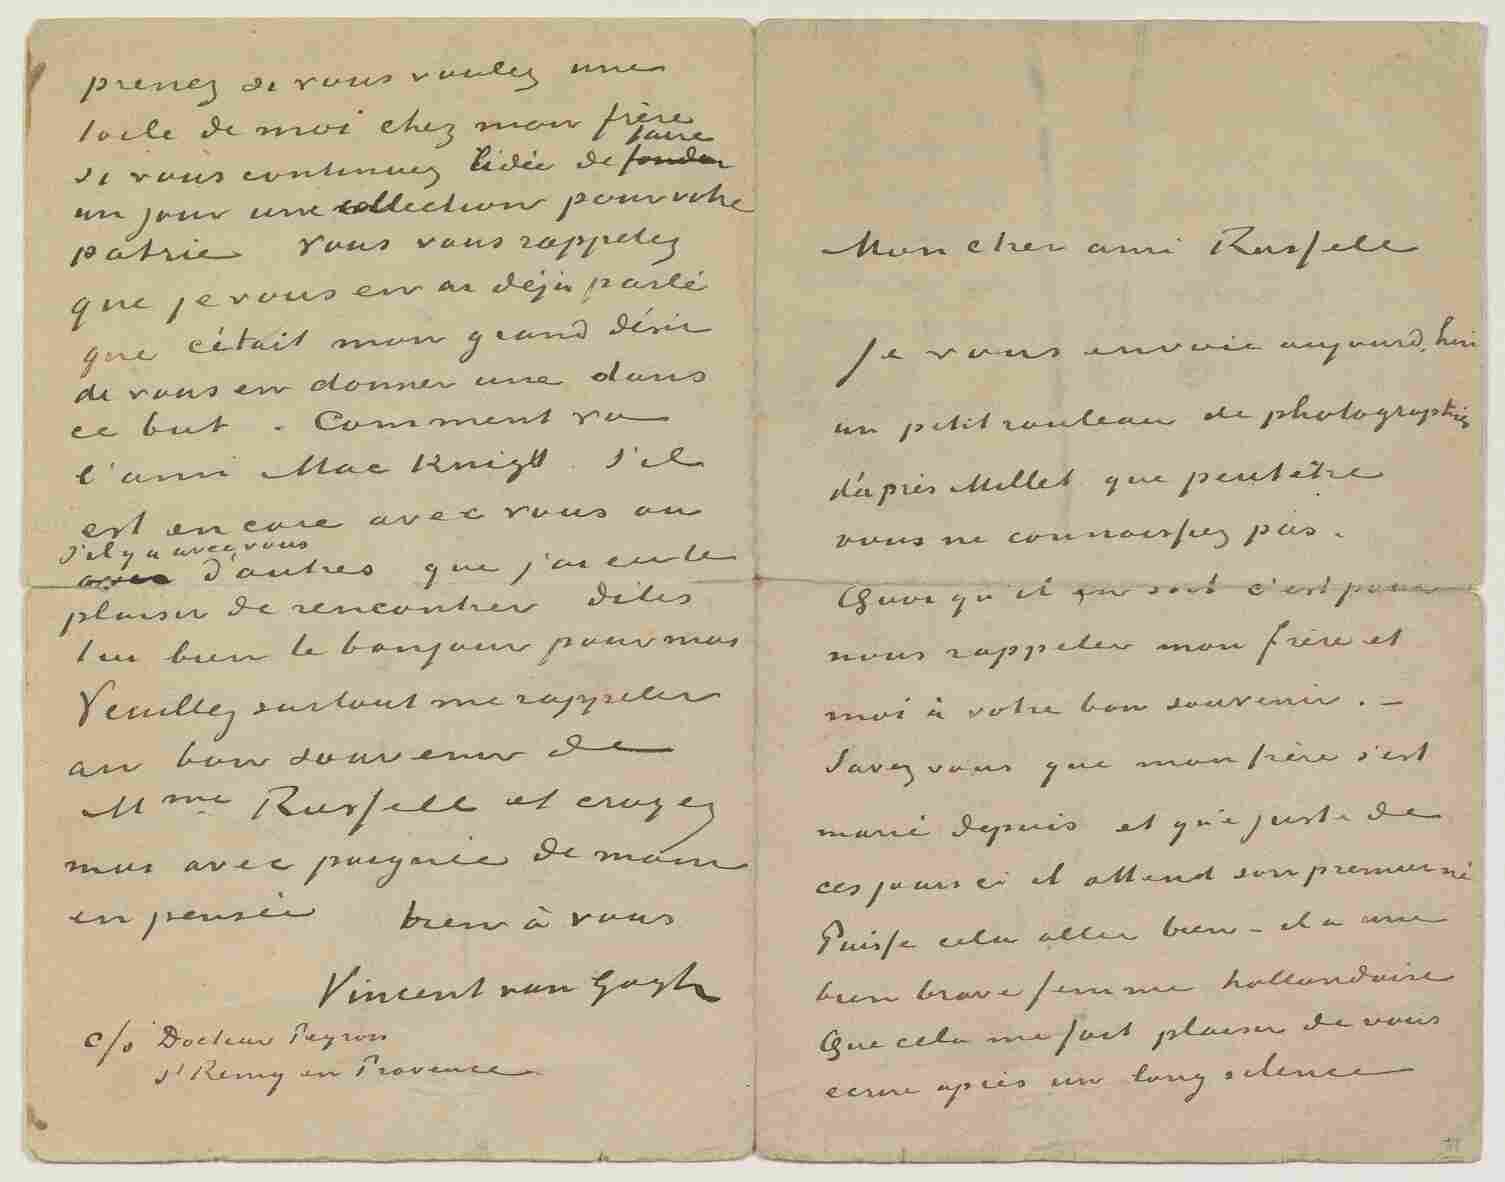 Mon cher ami Russell
Je vous envoie aujourd'hui
un petit rouleau de photographies
d'après Millet que peutêtre
vous ne connaissez pas.
Quoi qu'il en soit c'est pour
nous rappeler mon frère et
moi à votre bon souvenir. –
Savez vous que mon frère s'est
marié depuis et que juste de
ces jours ci il attend son premier né
Puisse cela aller bien – il a une
bien brave femme hollandaise
Que cela me fait plaisir de vous
ecrire après un long silence
prenez si vous voulez une
toile de moi chez mon frère
si vous continuez l'idée de fonder faire
un jour une collection pour votre
patrie Vous vous rappelez
que je vous en ai déjà parlé
que c'était mon grand désir
de vous en donner une dans
ce but. Comment va
l'ami Mac Knight. S'il
est encore avec vous ou
s'il y a avec vous
avec d'autres que j'ai eu le
plaisir de rencontrer dites
lui bien le bonjour pour moi
Veuillez surtout me rappeler
au bon souvenir de
Mme Russell et croyez
moi avec poignée de main
en pensée bien à vous
Vincent van Gogh
c/o Docteur Peyron
St Remy en Provence.